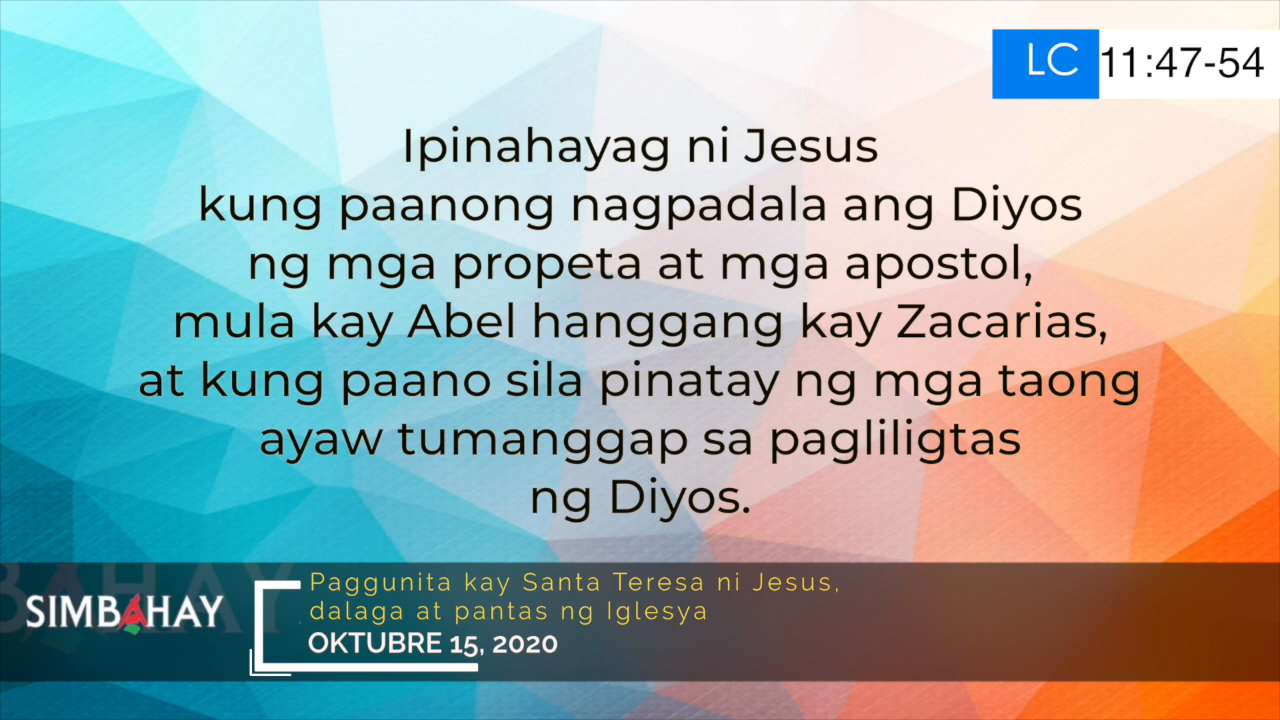 LC 11:47-54
Ipinahayag ni Jesus
kung paanong nagpadala ang Diyos
ng mga propeta at mga apostol,
mula kay Abel hanggang kay Zacarias,
at kung paano sila pinatay ng mga taong
ayaw tumanggap sa pagliligtas
ng Diyos.
SIMBAHAY
Paggunita kay Santa Teresa ni Jesus,
dalaga at pantas ng Iglesya
OKTUBRE 15, 2020